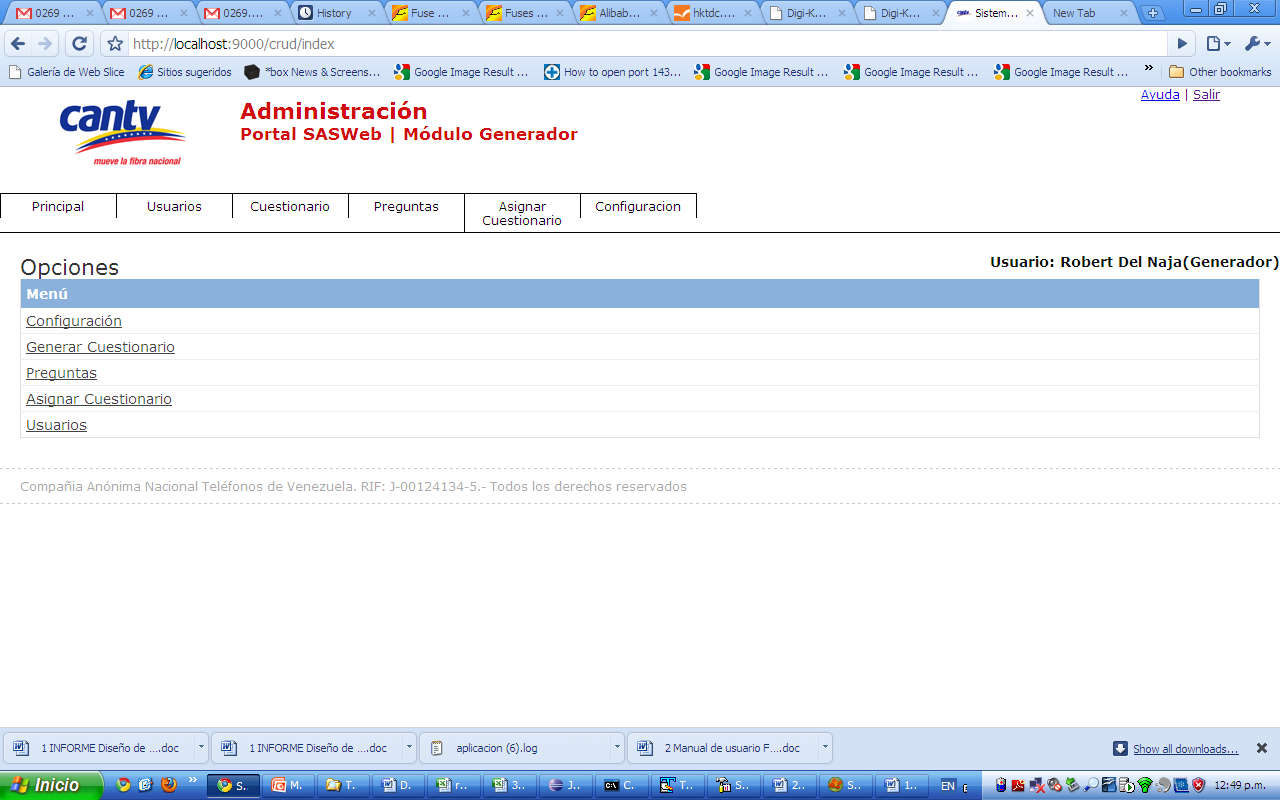 0269 ... 0269 ... 0269.... History Fuse ... Fuses ... Alibab... hktdc.... Digi-K... Digi-K... Sistem... New Tab
http://localhost:9000/crud/index
Galería de Web Slice Sitios sugeridos *box News & Screens... Google Image Result ... How to open port 143... Google Image Result ... Google Image Result ... Google Image Result ... » Other bookmarks
Ayuda | Salir
cantv
mueve la fibra nacional
Administración
Portal SASWeb | Módulo Generador
Principal Usuarios Cuestionario Preguntas Asignar Cuestionario Configuracion
Usuario: Robert Del Naja(Generador)
Opciones
Menú
Configuración
Generar Cuestionario
Preguntas
Asignar Cuestionario
Usuarios
Compañia Anónima Nacional Teléfonos de Venezuela. RIF: J-00124134-5.- Todos los derechos reservados
1 INFORME Diseño de ....doc 1 INFORME Diseño de ....doc aplicacion (6).log 2 Manual de usuario F....doc Show all downloads...
Inicio » S.. M.. T.. D.. r.. 3.. J.. C.. T.. S.. 2.. S.. 1.. EN 12:49 p.m.